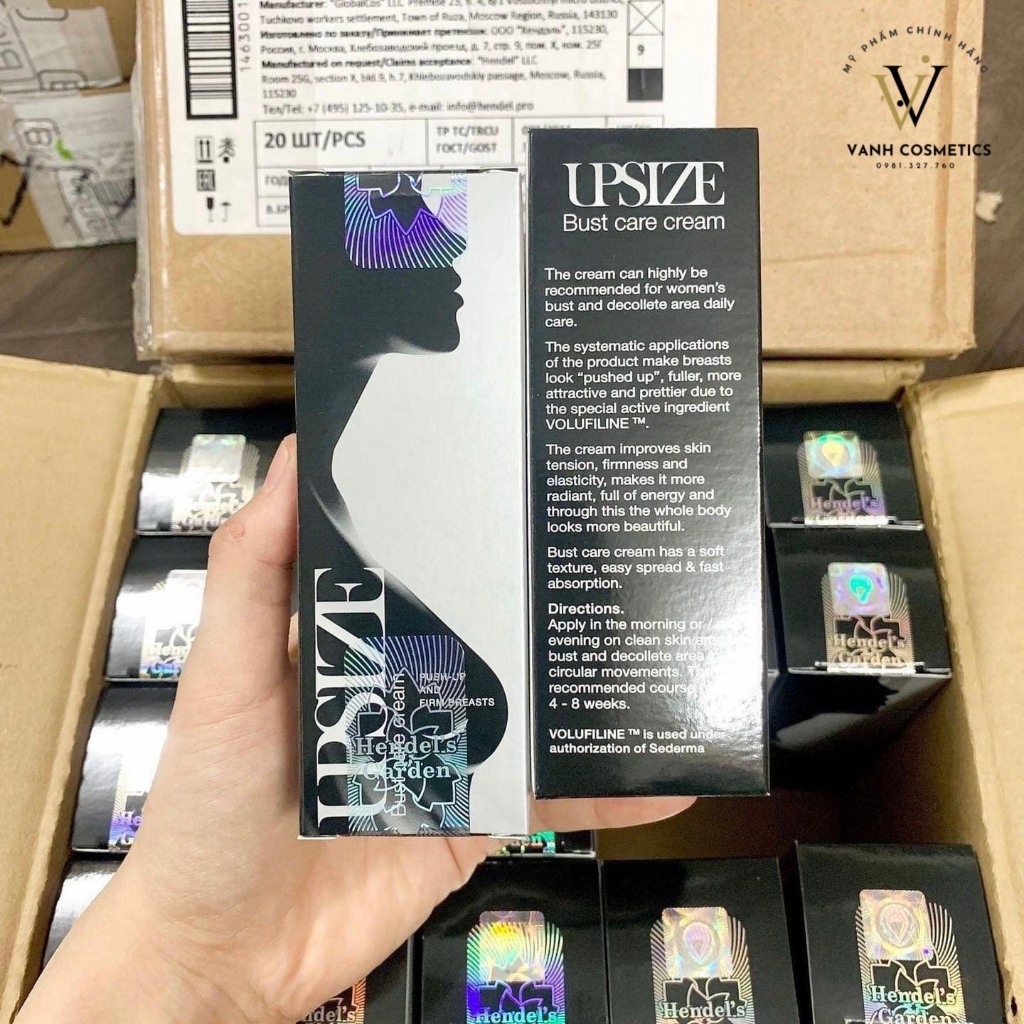 Manufacturer: "GlobalCos" LLC Premise 23,
Tuchkovo workers settlement, Town of Ruza, Moscow Region, Russia, 143130
Изготовлено по заказу/Принимает претензии: ООО "Хендэль", 115230,
Россия, г. Москва, Хлебозаводский проезд, д. 7, стр. 9, пом. X, ком. 25Г
Manufactured on request/Claims acceptance: "Hendel" LLC
Room 25G, section X, bld.9, h. 7, Khlebozavodskiy passage, Moscow, Russia,
115230
Тел/Tel: +7 (495) 125-10-35, e-mail: info@hendel.pro
9
20 ШТ/PCS
ТР ТС/TRCU
ГОСТ/GOST
MỸ PHẨM CHÍNH HÃNG
VANH COSMETICS
0981.327.760
UPSIZE
Bust care cream
PUSH-UP
AND
FIRM BREASTS
Hendel's
Garden
UPSIZE
Bust care cream
The cream can highly be
recommended for women's
bust and decollete area daily
care.
The systematic applications
of the product make breasts
look "pushed up", fuller, more
attractive and prettier due to
the special active ingredient
VOLUFILINE ™.
The cream improves skin
tension, firmness and
elasticity, makes it more
radiant, full of energy and
through this the whole body
looks more beautiful.
Bust care cream has a soft
texture, easy spread & fast
absorption.
Directions.
Apply in the morning or /
evening on clean skin
bust and decollete area
circular movements.
recommended course
4 - 8 weeks.
VOLUFILINE ™ is used under
authorization of Sederma
Hendel's
Garden
Hendel's
Garden
Hendel's
Garden
Hendel's
Hendel's
Hendel's
Garden